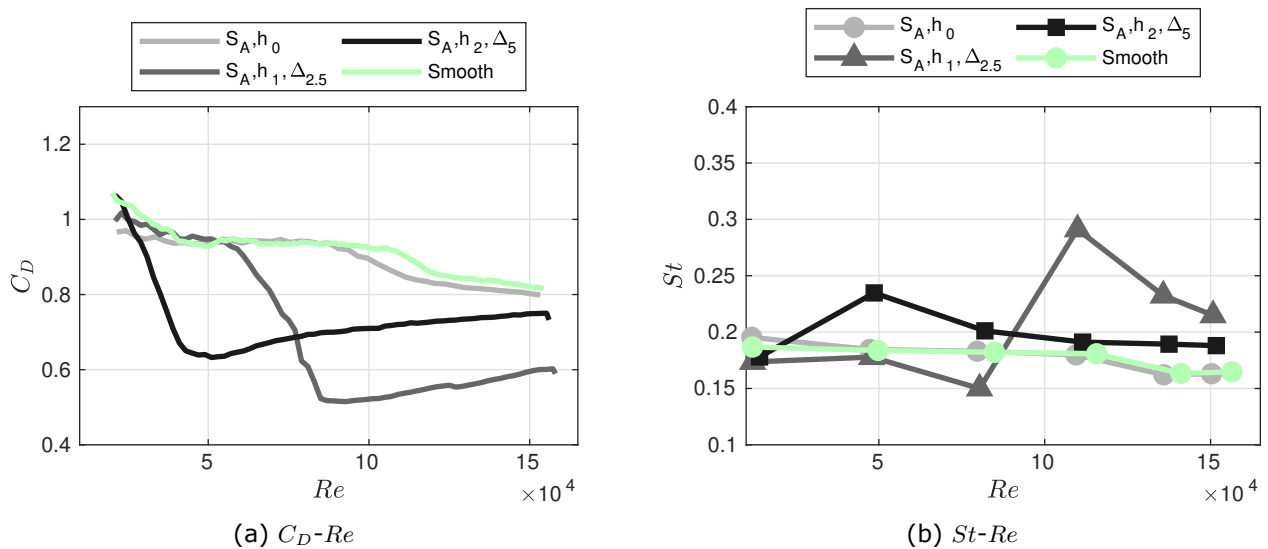 S_A,h_0
S_A,h_2,Δ_5
S_A,h_1,Δ_2.5
Smooth
1.2
1
0.8
0.6
0.4
C_D
5
10
15
×10^4
Re
(a) C_D-Re
S_A,h_0
S_A,h_2,Δ_5
S_A,h_1,Δ_2.5
Smooth
0.4
0.35
0.3
0.25
0.2
0.15
0.1
St
5
10
15
×10^4
Re
(b) St-Re